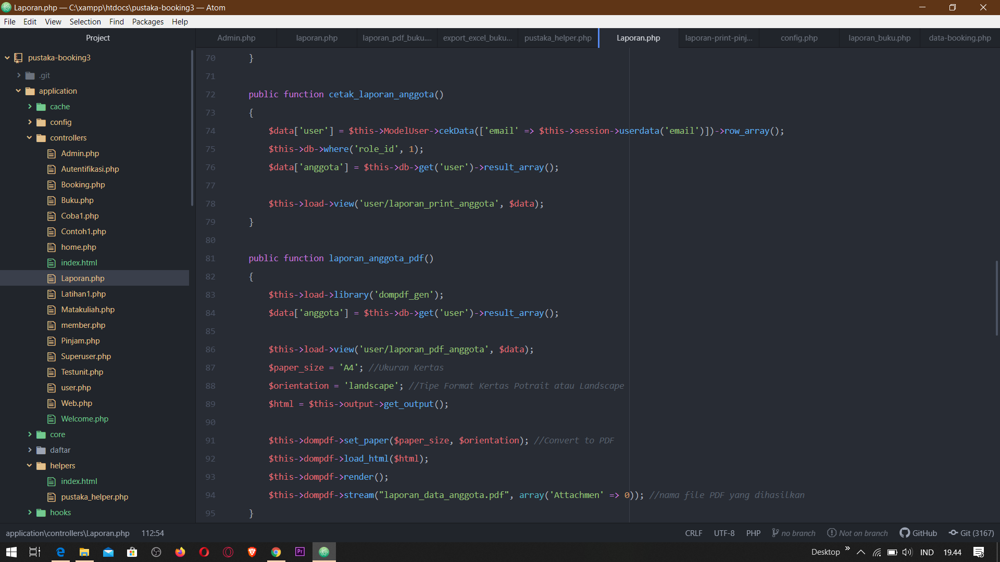 Laporan.php — C:\xampp\htdocs\pustaka-booking3 — Atom
File Edit View Selection Find Packages Help
Project
Admin.php laporan.php laporan_pdf_buku.... export_excel_buku... pustaka_helper.php Laporan.php laporan-print-pinj... config.php laporan_buku.php data-booking.php
pustaka-booking3
.git
application
cache
config
controllers
Admin.php
Autentifikasi.php
Booking.php
Buku.php
Coba1.php
Contoh1.php
home.php
index.html
Laporan.php
Latihan1.php
Matakuliah.php
member.php
Pinjam.php
Superuser.php
Testunit.php
user.php
Web.php
Welcome.php
core
daftar
helpers
index.html
pustaka_helper.php
hooks
70 }
71
72 public function cetak_laporan_anggota()
73 {
74 $data['user'] = $this->ModelUser->cekData(['email' => $this->session->userdata('email')])->row_array();
75 $this->db->where('role_id', 1);
76 $data['anggota'] = $this->db->get('user')->result_array();
77
78 $this->load->view('user/laporan_print_anggota', $data);
79 }
80
81 public function laporan_anggota_pdf()
82 {
83 $this->load->library('dompdf_gen');
84 $data['anggota'] = $this->db->get('user')->result_array();
85
86 $this->load->view('user/laporan_pdf_anggota', $data);
87 $paper_size = 'A4'; //Ukuran Kertas
88 $orientation = 'landscape'; //Tipe Format Kertas Potrait atau Landscape
89 $html = $this->output->get_output();
90
91 $this->dompdf->set_paper($paper_size, $orientation); //Convert to PDF
92 $this->dompdf->load_html($html);
93 $this->dompdf->render();
94 $this->dompdf->stream("laporan_data_anggota.pdf", array('Attachmen' => 0)); //nama file PDF yang dihasilkan
95 }
application\controllers\Laporan.php 112:54 CRLF UTF-8 PHP no branch Not on branch GitHub Git (3167)
Pr Desktop » IND 19.44